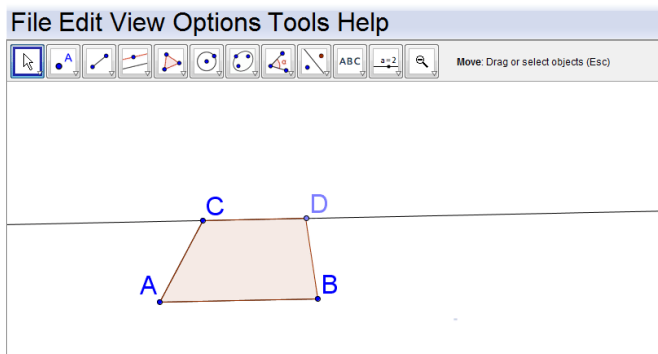 File Edit View Options Tools Help
A ABC a=2 Move: Drag or select objects (Esc)
C D
A B